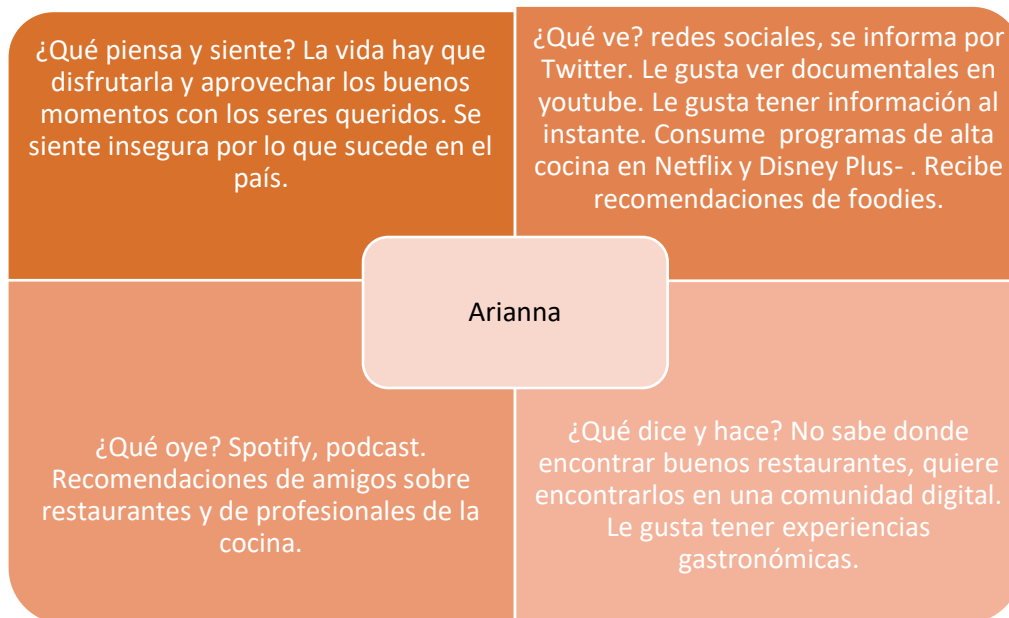 ¿Qué piensa y siente? La vida hay que
disfrutarla y aprovechar los buenos
momentos con los seres queridos. Se
siente insegura por lo que sucede en el
país.
¿Qué ve? redes sociales, se informa por
Twitter. Le gusta ver documentales en
youtube. Le gusta tener información al
instante. Consume programas de alta
cocina en Netflix y Disney Plus- . Recibe
recomendaciones de foodies.
Arianna
¿Qué oye? Spotify, podcast.
Recomendaciones de amigos sobre
restaurantes y de profesionales de la
cocina.
¿Qué dice y hace? No sabe donde
encontrar buenos restaurantes, quiere
encontrarlos en una comunidad digital.
Le gusta tener experiencias
gastronómicas.